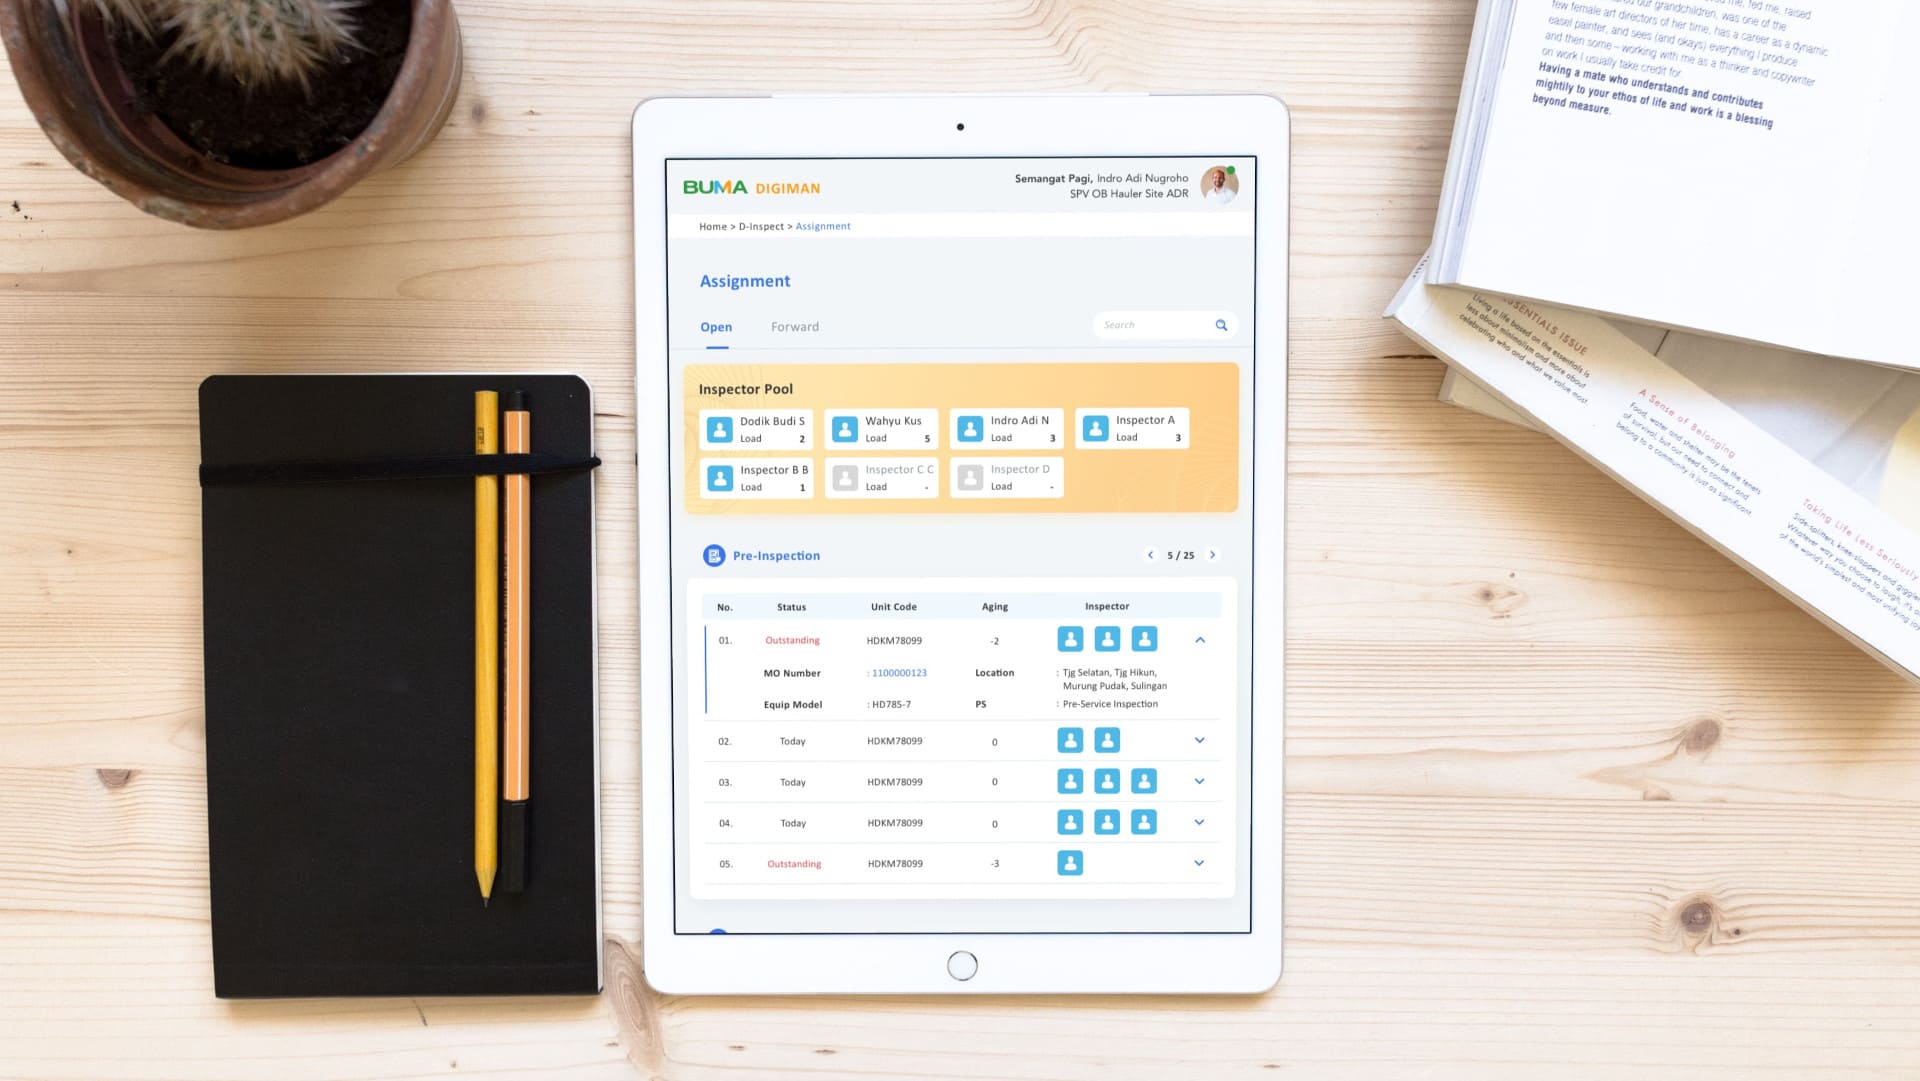 BUMA DIGIMAN
Semangat Pagi, Indro Adi Nugroho
SPV OB Hauler Site ADR
Home > D-Inspect > Assignment
Assignment
Open
Forward
Search
Inspector Pool
Dodik Budi S
Load 2
Wahyu Kus
Load 5
Indro Adi N
Load 3
Inspector A
Load 3
Inspector B B
Load 1
Inspector C C
Load -
Inspector D
Load -
Pre-Inspection
5 / 25
No. Status Unit Code Aging Inspector
01. Outstanding HDKM78099 -2
MO Number : 1100000123 Location : Tjg Selatan, Tjg Hikun,
Murung Pudak, Sulingan
Equip Model : HD785-7 PS : Pre-Service Inspection
02. Today HDKM78099 0
03. Today HDKM78099 0
04. Today HDKM78099 0
05. Outstanding HDKM78099 -3
me, fed me, raised
our grandchildren, was one of the
few female art directors of her time, has a career as a dynamic
easel painter, and sees (and okays) everything I produce
and then some – working with me as a thinker and copywriter
on work I usually take credit for.
Having a mate who understands and contributes
mightily to your ethos of life and work is a blessing
beyond measure.
ESSENTIALS ISSUE
Living a life based on the essentials is
less about minimalism and more about
celebrating who and what we value most.
A Sense of Belonging
Food, water and shelter may be the tenets
of survival, but our need to connect and
belong to a community is just as significant.
Taking Life Less Seriously
Side-splitters, knee-slappers and
Whatever way you choose to laugh, it's
of the world's simplest and most unifying